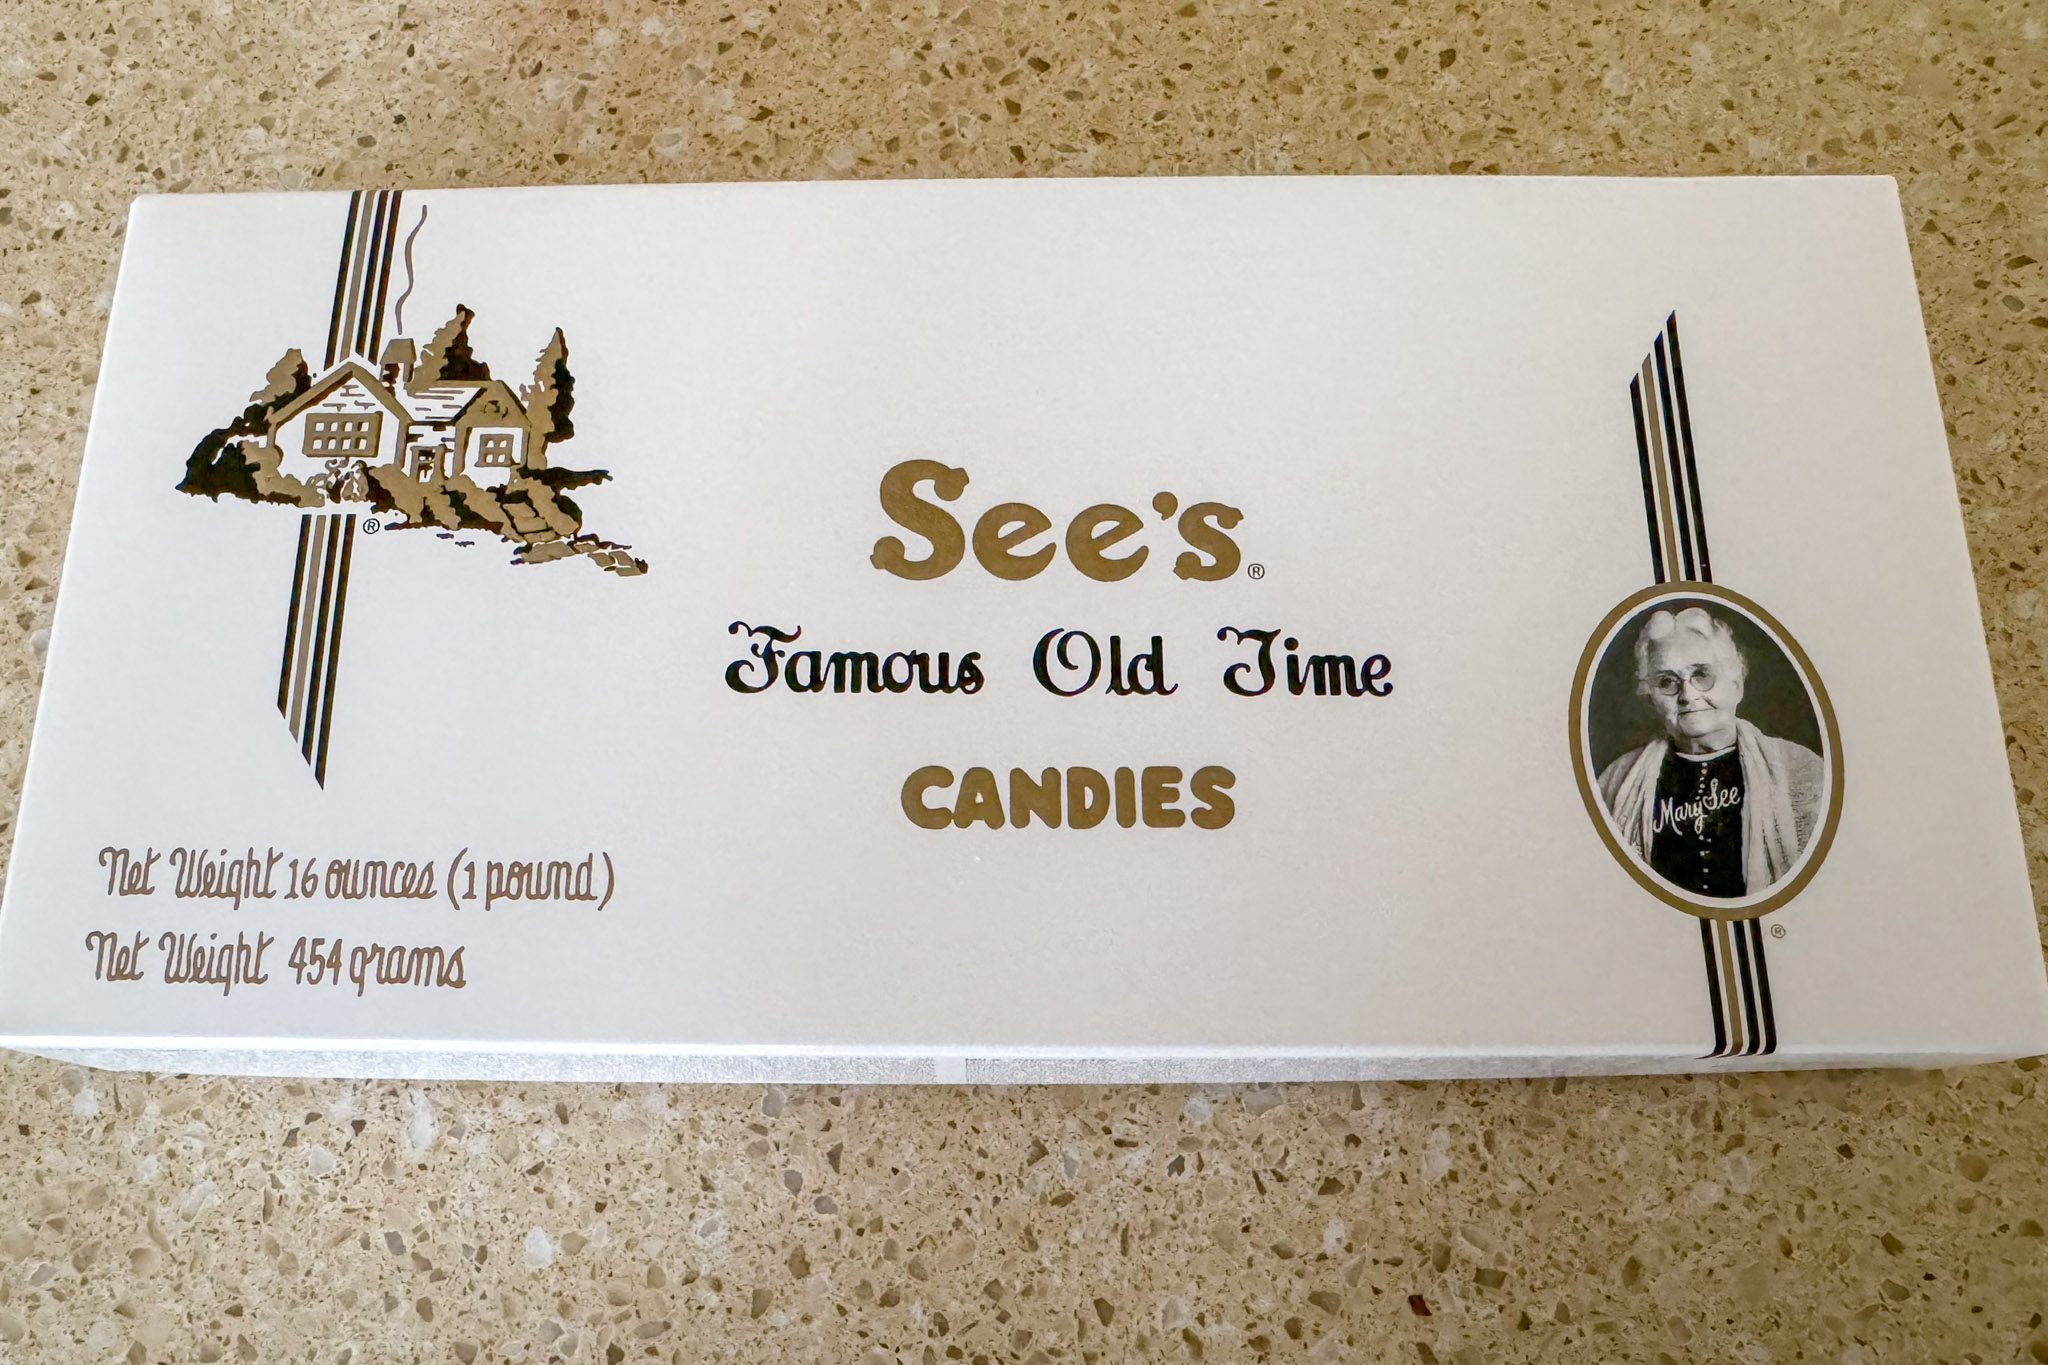 See's®
Famous Old Time
CANDIES
Mary See
®
®
Net Weight 16 ounces (1 pound)
Net Weight 454 grams